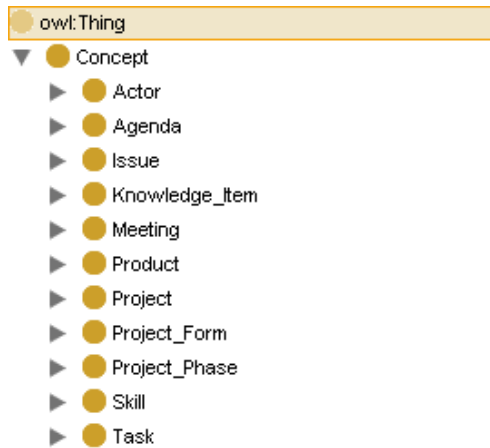 owl:Thing
Concept
Actor
Agenda
Issue
Knowledge_Item
Meeting
Product
Project
Project_Form
Project_Phase
Skill
Task